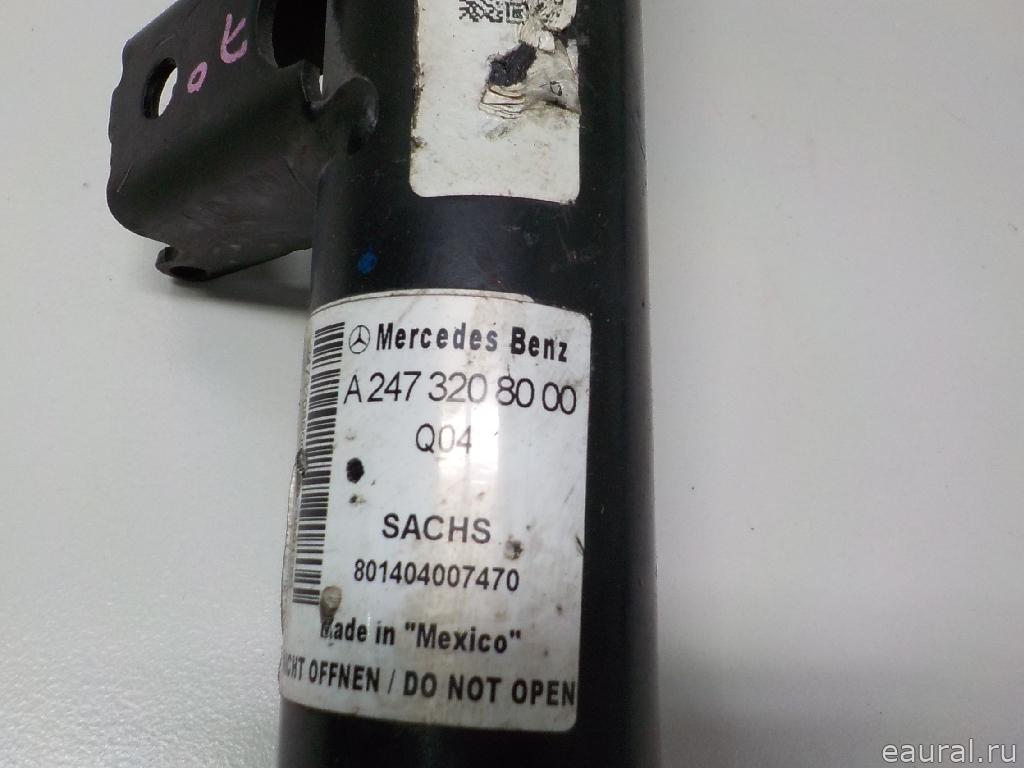 Mercedes Benz
A 247 320 80 00
Q04
SACHS
801404007470
Made in "Mexico"
NICHT OFFNEN / DO NOT OPEN
eaural.ru